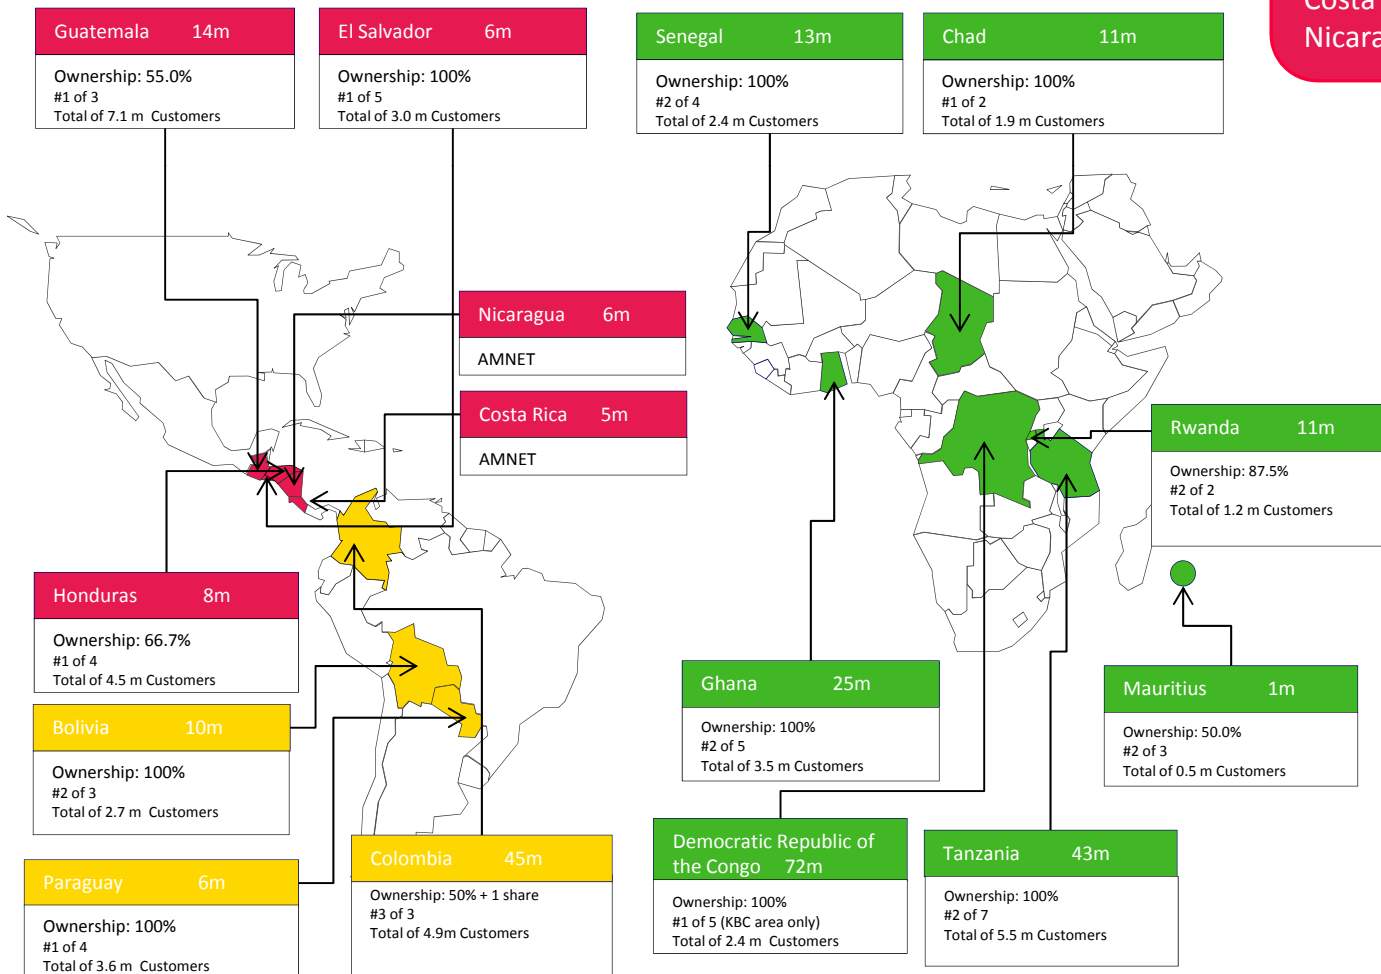 Costa
Nicara
Guatemala 14m
Ownership: 55.0%
#1 of 3
Total of 7.1 m Customers
El Salvador 6m
Ownership: 100%
#1 of 5
Total of 3.0 m Customers
Senegal 13m
Ownership: 100%
#2 of 4
Total of 2.4 m Customers
Chad 11m
Ownership: 100%
#1 of 2
Total of 1.9 m Customers
Nicaragua 6m
AMNET
Costa Rica 5m
AMNET
Rwanda 11m
Ownership: 87.5%
#2 of 2
Total of 1.2 m Customers
Honduras 8m
Ownership: 66.7%
#1 of 4
Total of 4.5 m Customers
Bolivia 10m
Ownership: 100%
#2 of 3
Total of 2.7 m Customers
Paraguay 6m
Ownership: 100%
#1 of 4
Total of 3.6 m Customers
Colombia 45m
Ownership: 50% + 1 share
#3 of 3
Total of 4.9m Customers
Ghana 25m
Ownership: 100%
#2 of 5
Total of 3.5 m Customers
Mauritius 1m
Ownership: 50.0%
#2 of 3
Total of 0.5 m Customers
Democratic Republic of
the Congo 72m
Ownership: 100%
#1 of 5 (KBC area only)
Total of 2.4 m Customers
Tanzania 43m
Ownership: 100%
#2 of 7
Total of 5.5 m Customers